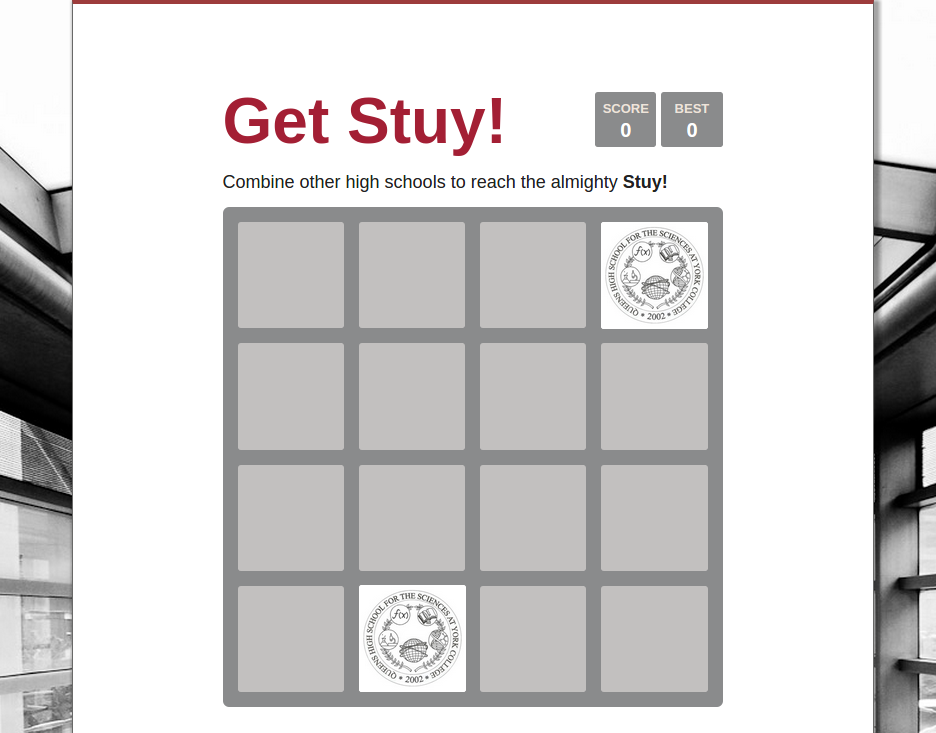 Get Stuy!
SCORE
0
BEST
0
Combine other high schools to reach the almighty Stuy!
QUEENS HIGH SCHOOL FOR THE SCIENCES AT YORK COLLEGE
f(x)
* 2002 *
QUEENS HIGH SCHOOL FOR THE SCIENCES AT YORK COLLEGE
f(x)
* 2002 *